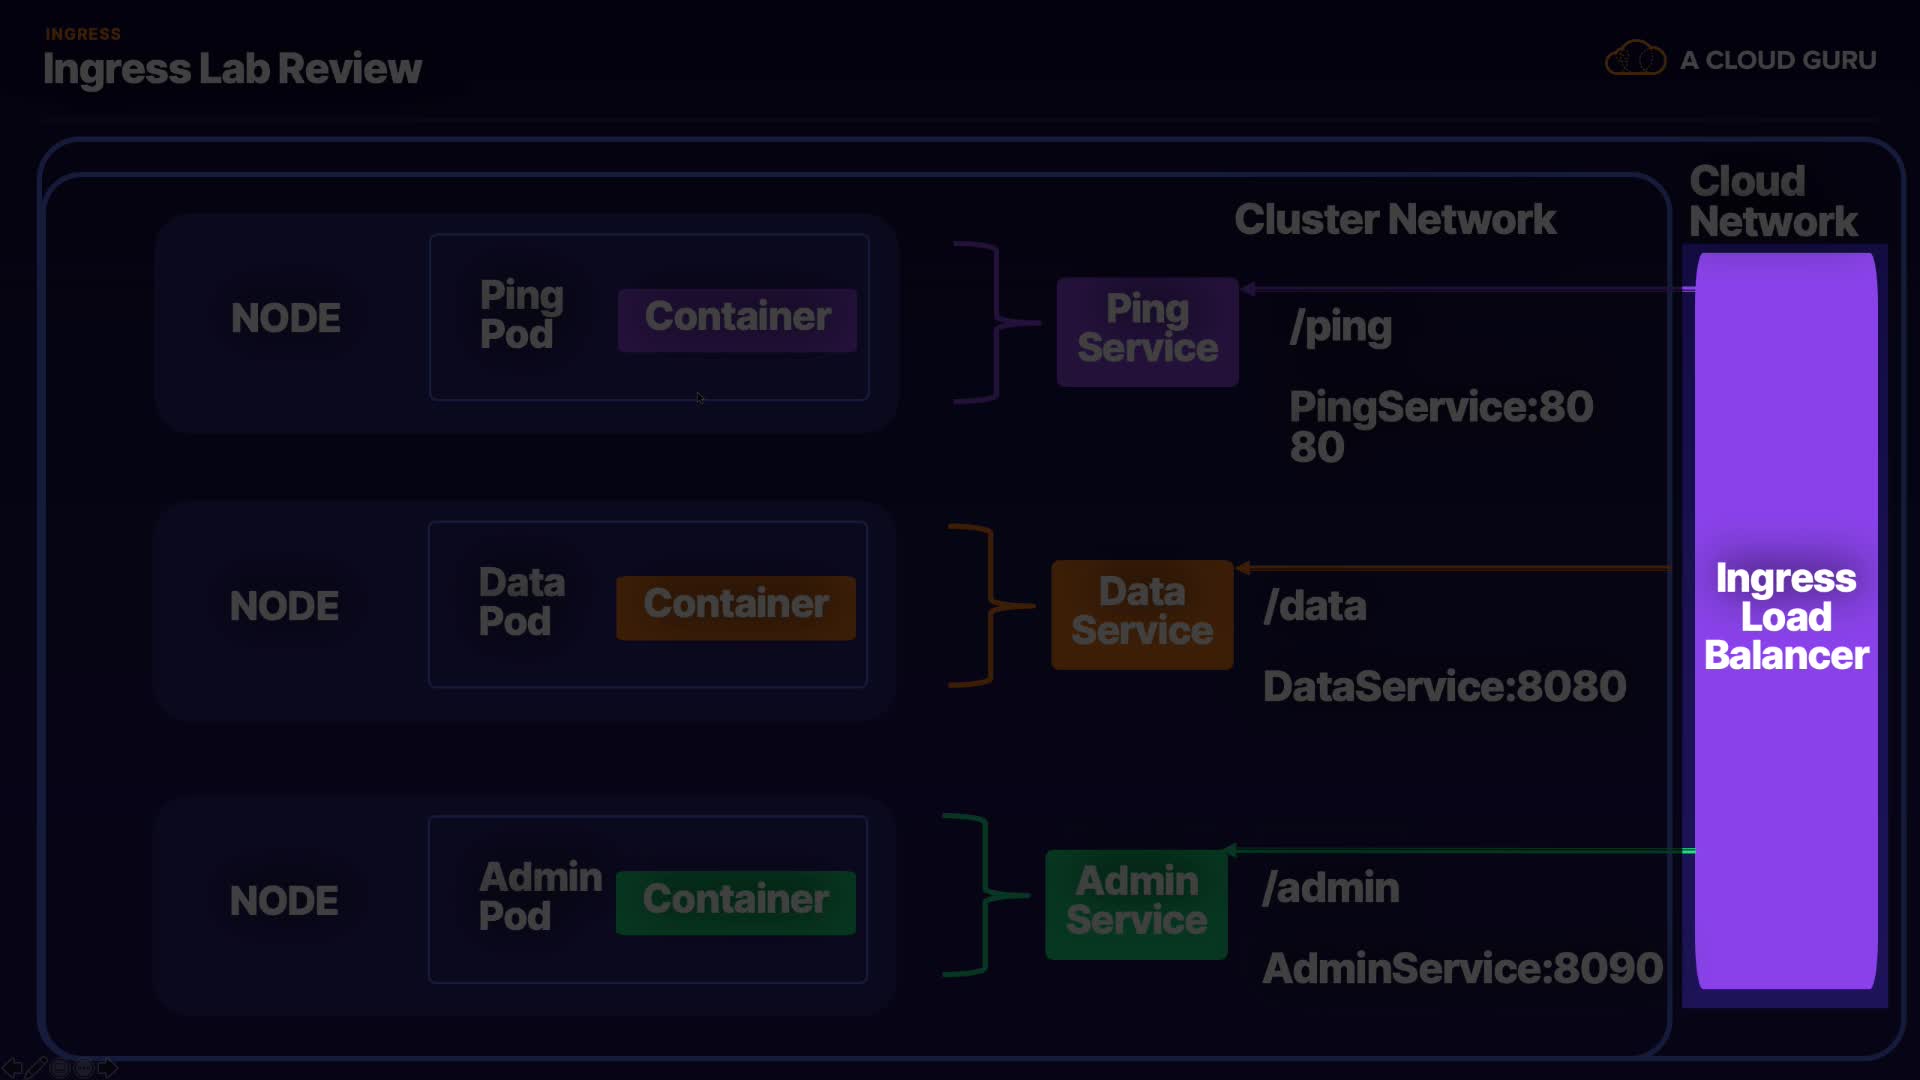 INGRESS
Ingress Lab Review
A CLOUD GURU
Cloud
Network
Cluster Network
NODE
Ping
Pod
Container
Ping
Service
/ping
PingService:80
80
NODE
Data
Pod
Container
Data
Service
/data
DataService:8080
Ingress
Load
Balancer
NODE
Admin
Pod
Container
Admin
Service
/admin
AdminService:8090